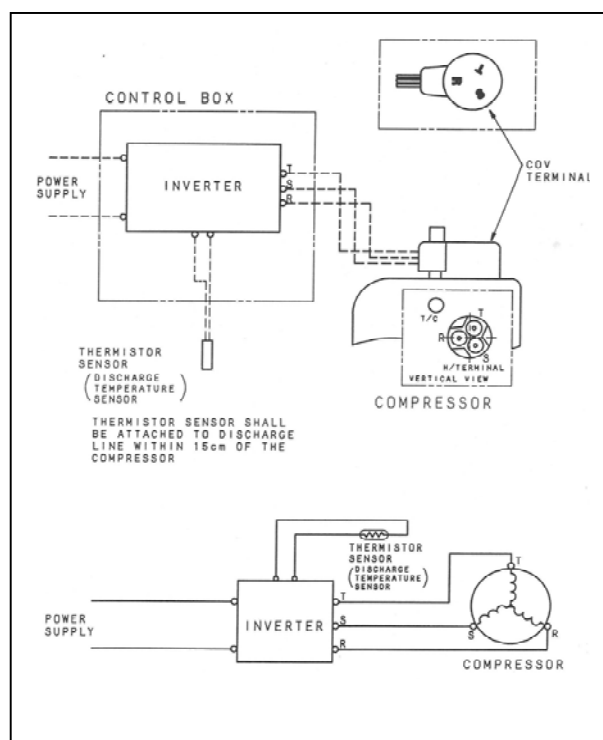 CONTROL BOX
T
R
S
COV
TERMINAL
POWER
SUPPLY
INVERTER
T
S
R
T/C
T
R
S
H/TERMINAL
VERTICAL VIEW
COMPRESSOR
THERMISTOR
SENSOR
(DISCHARGE
TEMPERATURE
SENSOR)
THERMISTOR SENSOR SHALL
BE ATTACHED TO DISCHARGE
LINE WITHIN 15cm OF THE
COMPRESSOR
THERMISTOR
SENSOR
(DISCHARGE
TEMPERATURE
SENSOR)
POWER
SUPPLY
INVERTER
T
S
R
T
S
R
COMPRESSOR